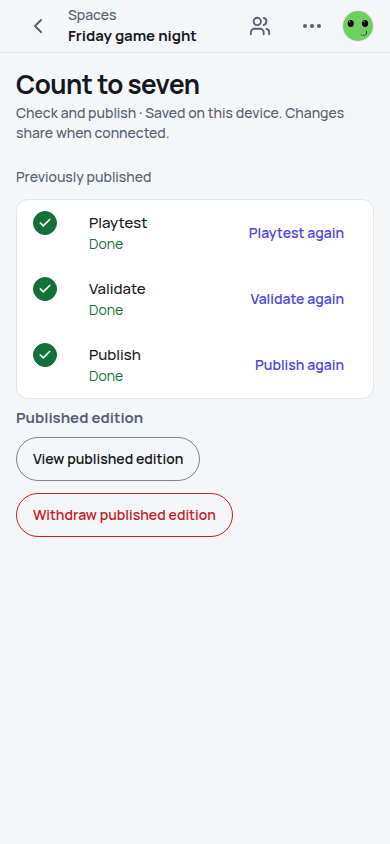 Spaces
Friday game night
Count to seven
Check and publish · Saved on this device. Changes
share when connected.
Previously published
Playtest
Done
Playtest again
Validate
Done
Validate again
Publish
Done
Publish again
Published edition
View published edition
Withdraw published edition